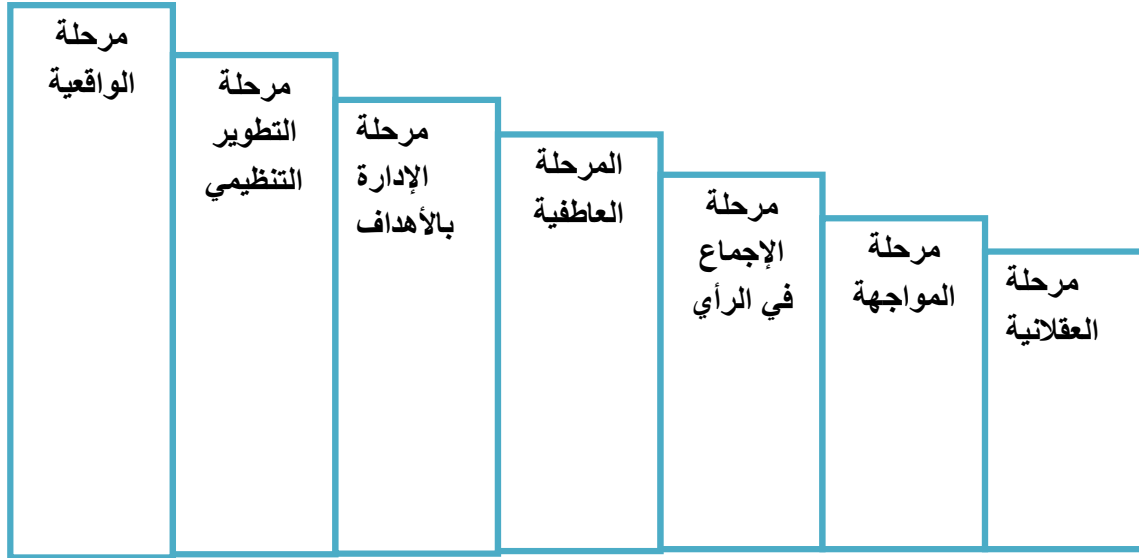 مرحلة
العقلانية
مرحلة
المواجهة
مرحلة
الإجماع
في الرأي
المرحلة
العاطفية
مرحلة
الإدارة
بالأهداف
مرحلة
التطوير
التنظيمي
مرحلة
الواقعية